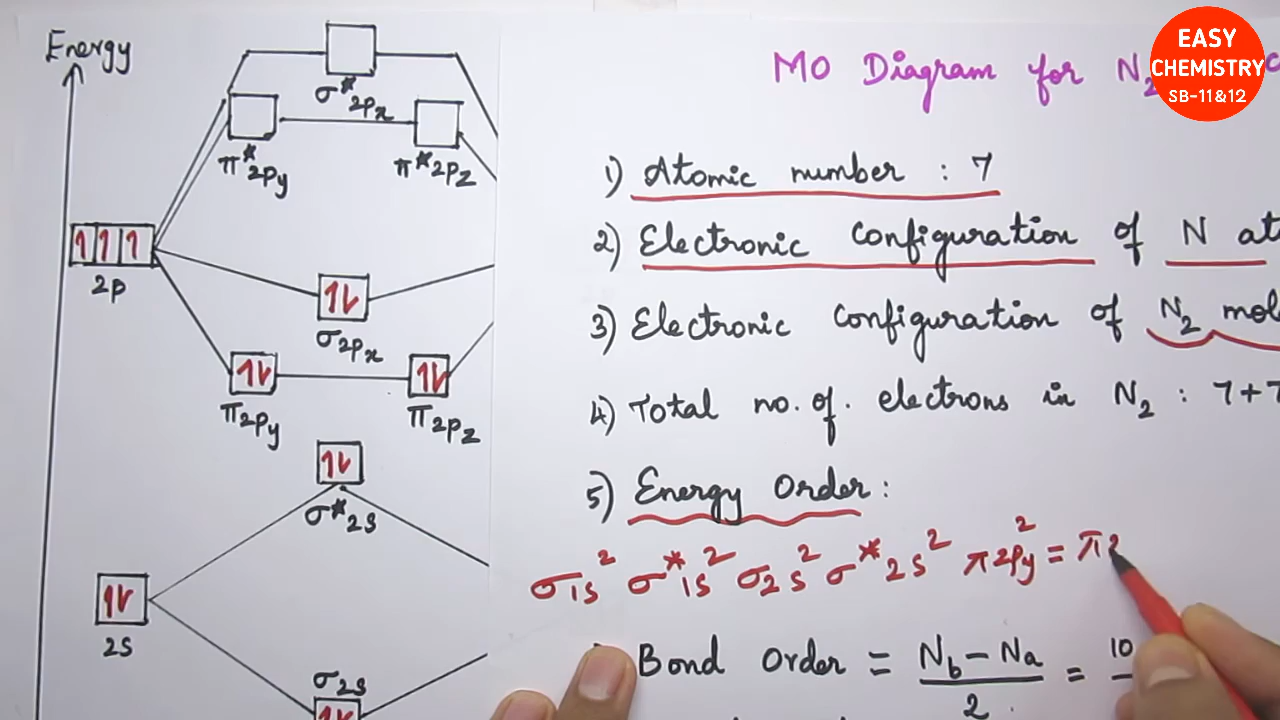 Energy
σ*2px
π*2py π*2pz
2p
σ2px
π2py π2pz
σ*2s
2s
σ2s
MO Diagram for N2
EASY
CHEMISTRY
SB-11&12
1) Atomic number : 7
2) Electronic configuration of N
3) Electronic configuration of N2
4) Total no. of. electrons in N2 : 7+7
5) Energy Order :
σ1s² σ*1s² σ2s² σ*2s² π2py² = π2
Bond Order = Nb - Na / 2 = 10